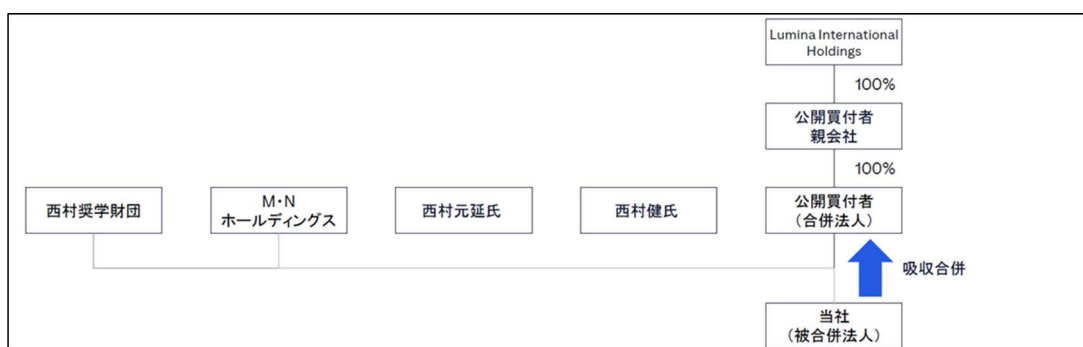 Lumina International
Holdings
100%
公開買付者
親会社
100%
西村奨学財団
M・N
ホールディングス
西村元延氏
西村健氏
公開買付者
(合併法人)
吸収合併
当社
(被合併法人)